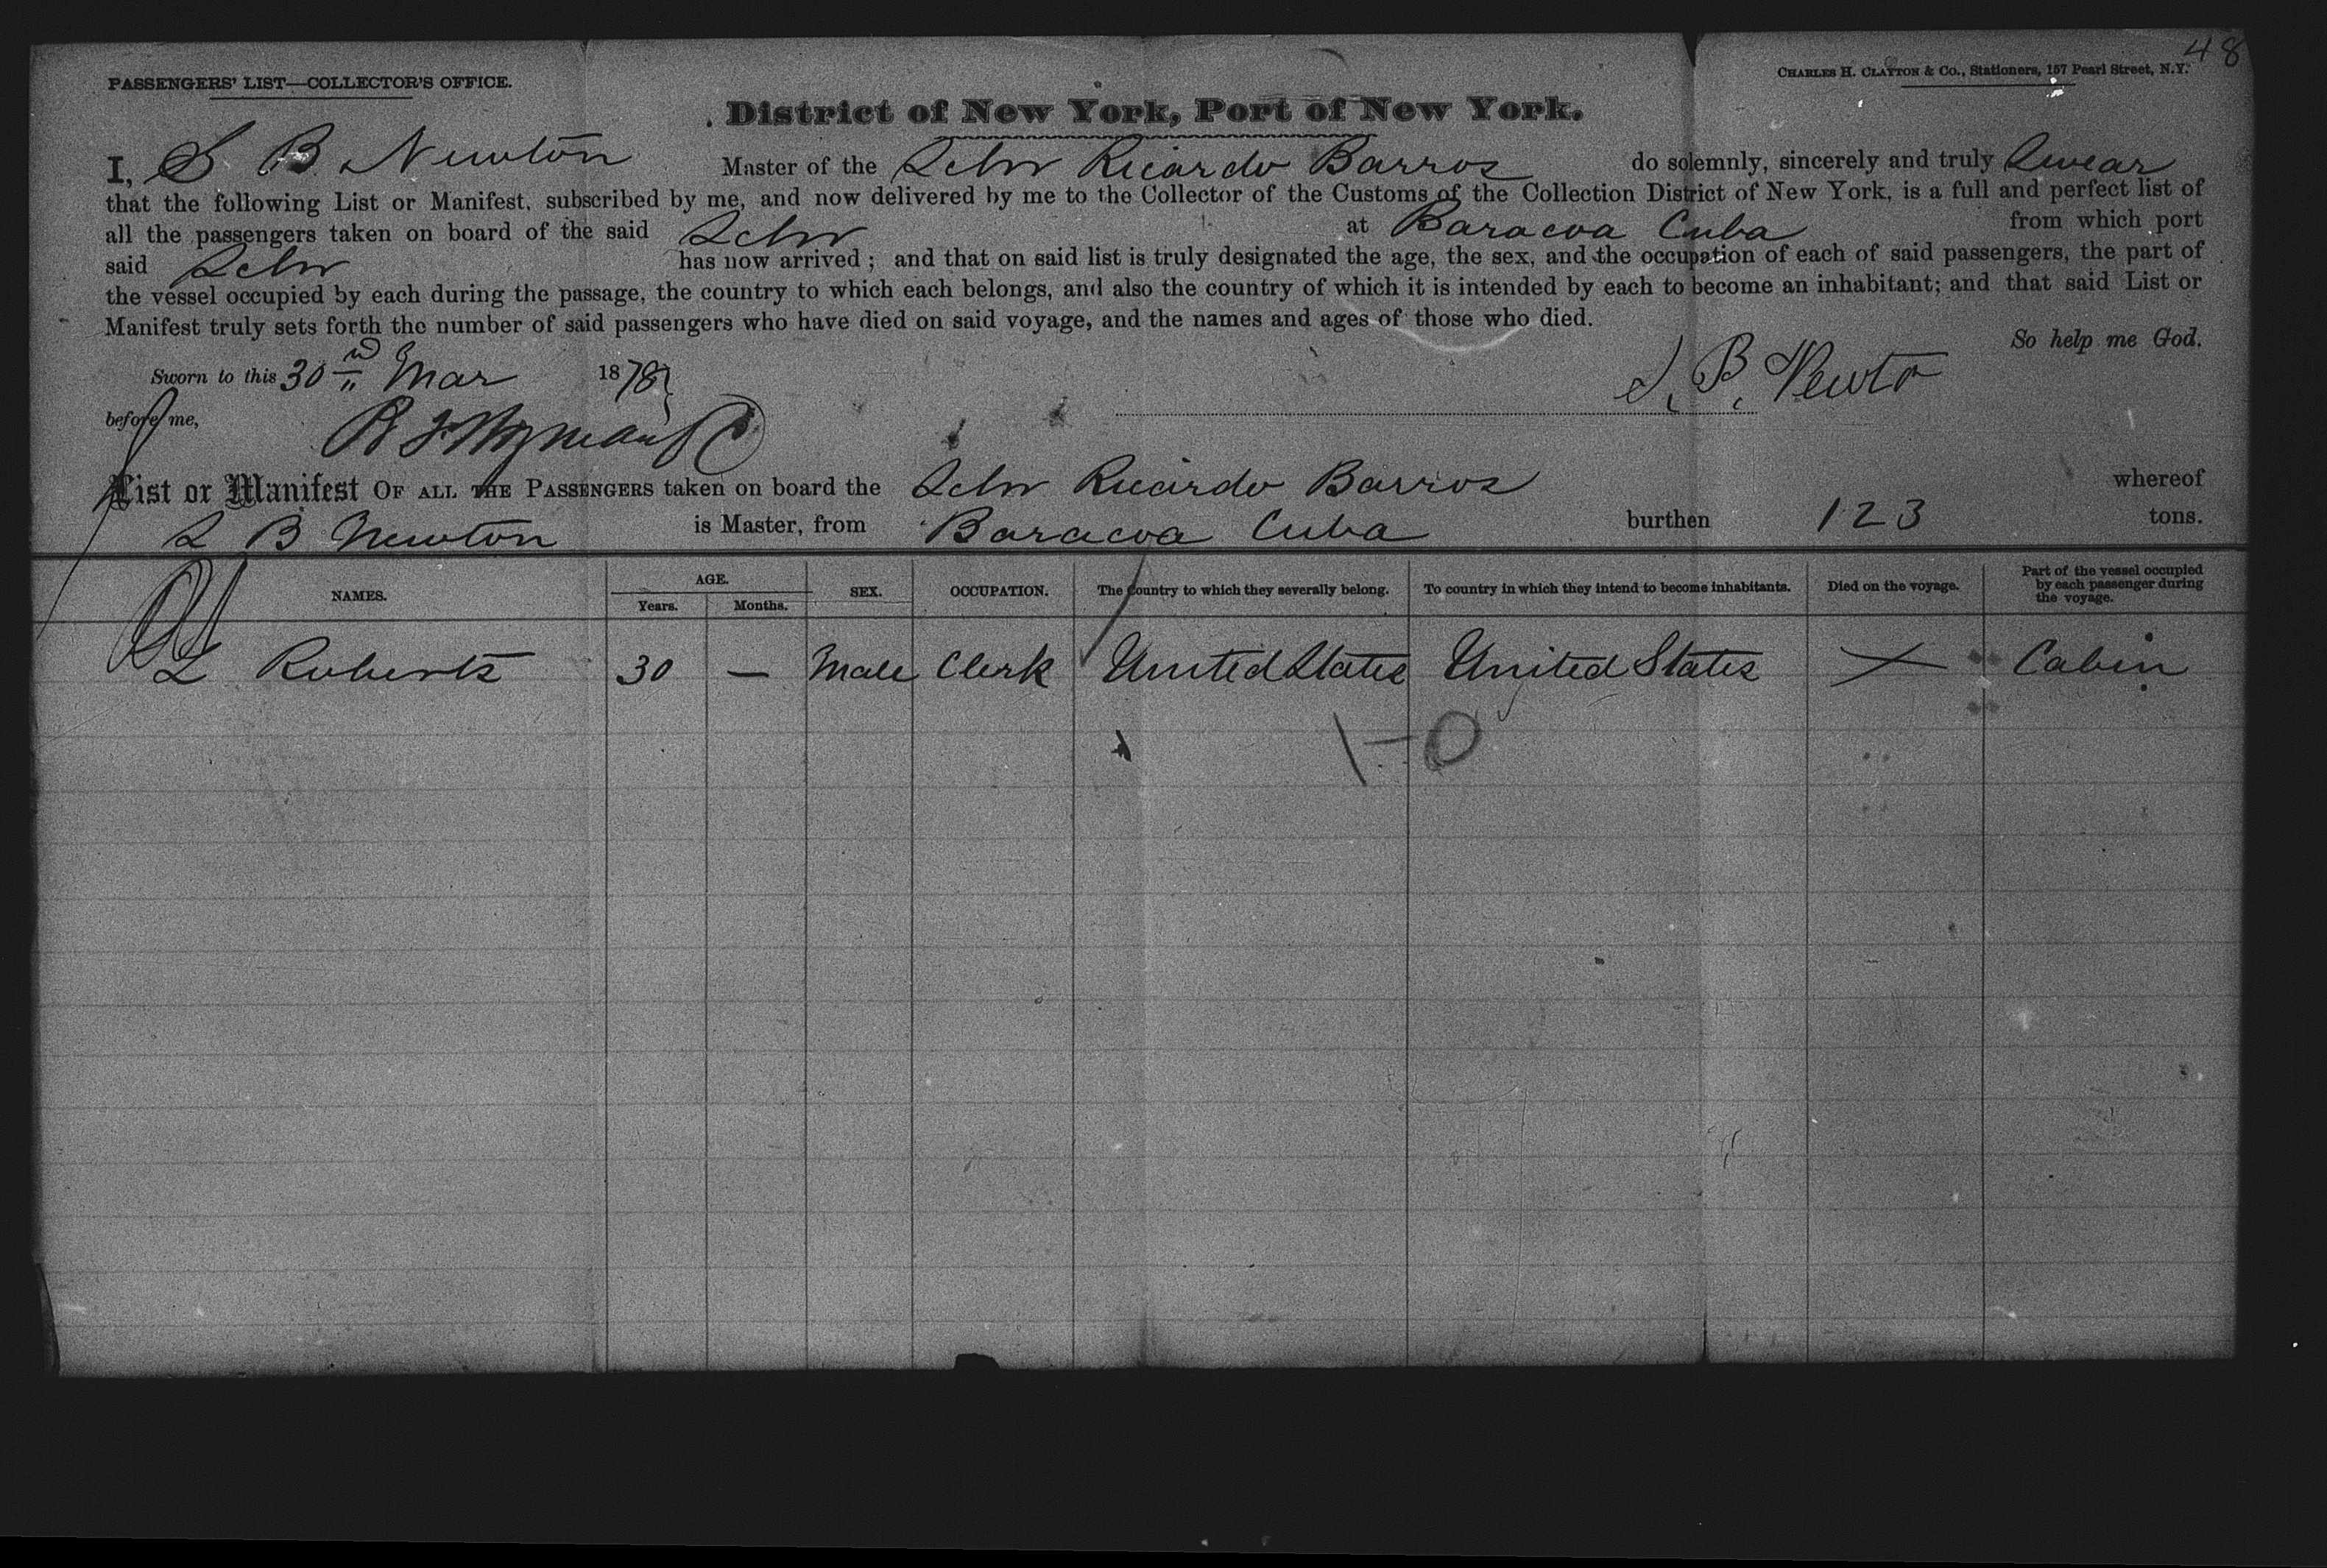 48
PASSENGERS' LIST—COLLECTOR'S OFFICE.
CHARLES H. CLAYTON & Co., Stationers, 157 Pearl Street, N.Y.
District of New York, Port of New York.
I, S B Newton Master of the Schr Ricardo Barros do solemnly, sincerely and truly Swear
that the following List or Manifest, subscribed by me, and now delivered by me to the Collector of the Customs of the Collection District of New York, is a full and perfect list of
all the passengers taken on board of the said Schr at Baracoa Cuba from which port
said Schr has now arrived; and that on said list is truly designated the age, the sex, and the occupation of each of said passengers, the part of
the vessel occupied by each during the passage, the country to which each belongs, and also the country of which it is intended by each to become an inhabitant; and that said List or
Manifest truly sets forth the number of said passengers who have died on said voyage, and the names and ages of those who died.
So help me God.
Sworn to this 30 Mar 1878
S. B. Newton
before me,
List or Manifest OF ALL THE PASSENGERS taken on board the Schr Ricardo Barros whereof
S B Newton is Master, from Baracoa Cuba burthen 123 tons.
NAMES. AGE. Years. Months. SEX. OCCUPATION. The Country to which they severally belong. To country in which they intend to become inhabitants. Died on the voyage. Part of the vessel occupied by each passenger during the voyage.
L Roberts 30 — Male Clerk United States United States Cabin
1-0